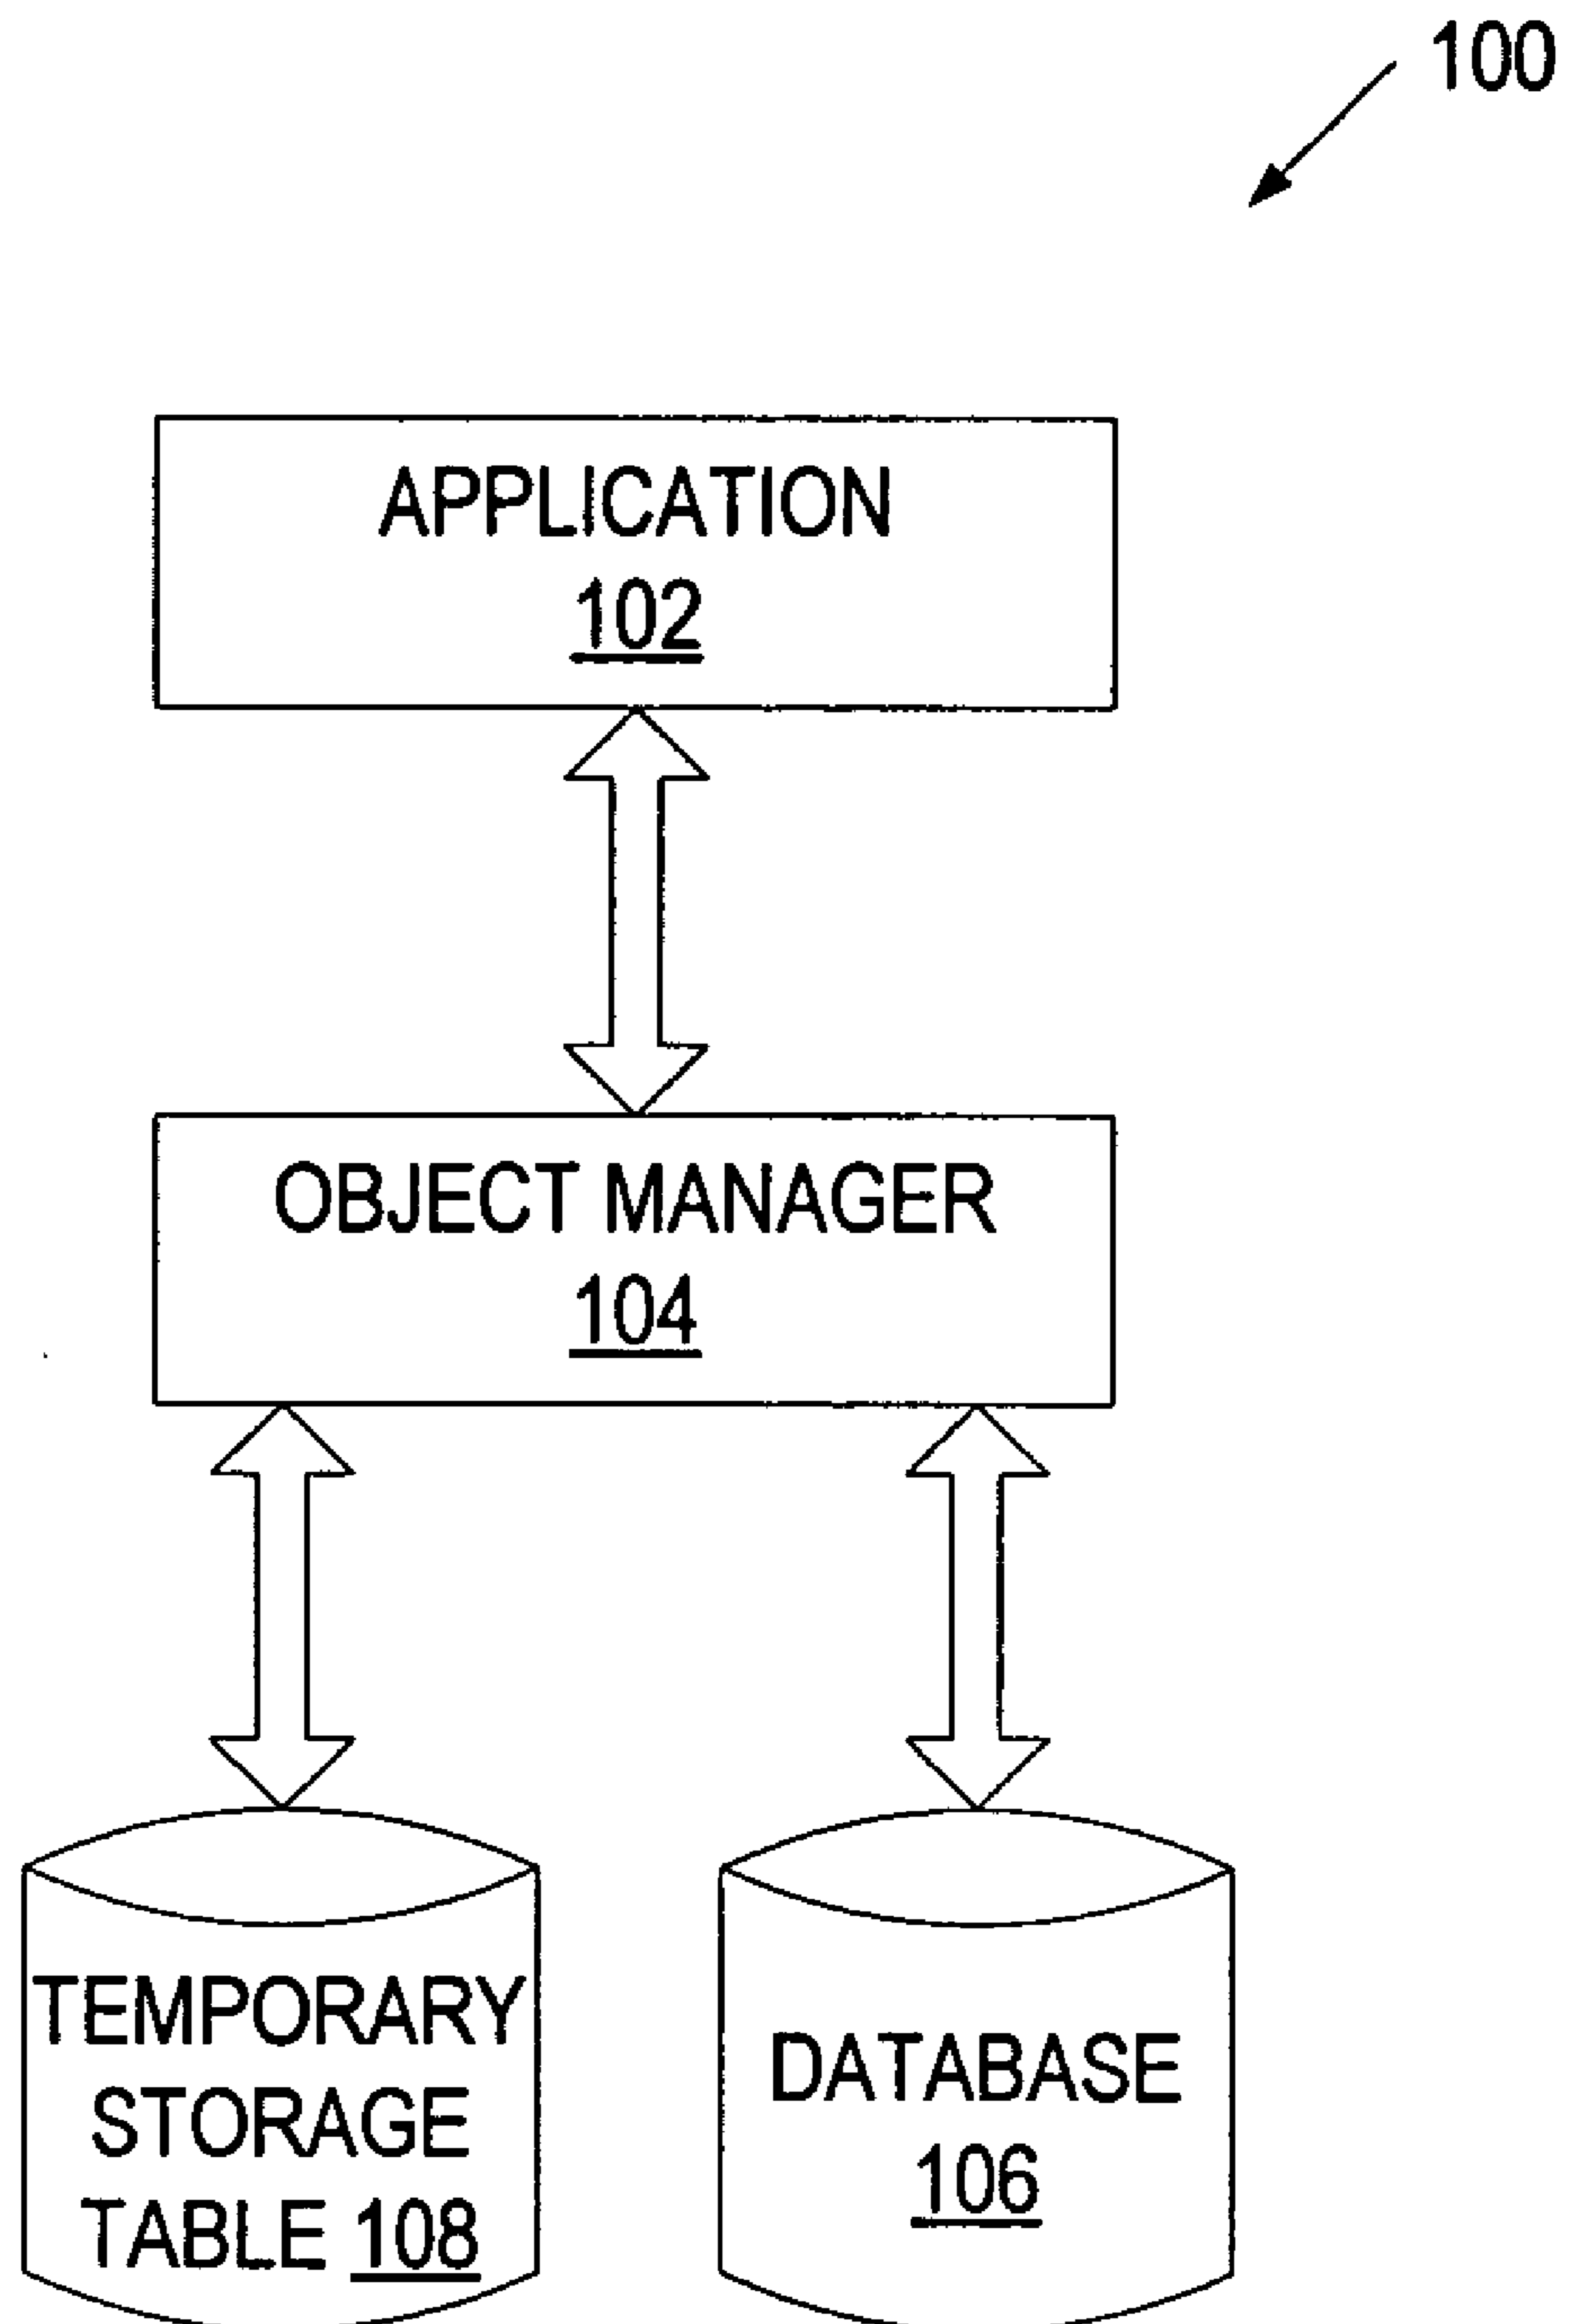 100
APPLICATION
102
OBJECT MANAGER
104
TEMPORARY
STORAGE
TABLE 108
DATABASE
106